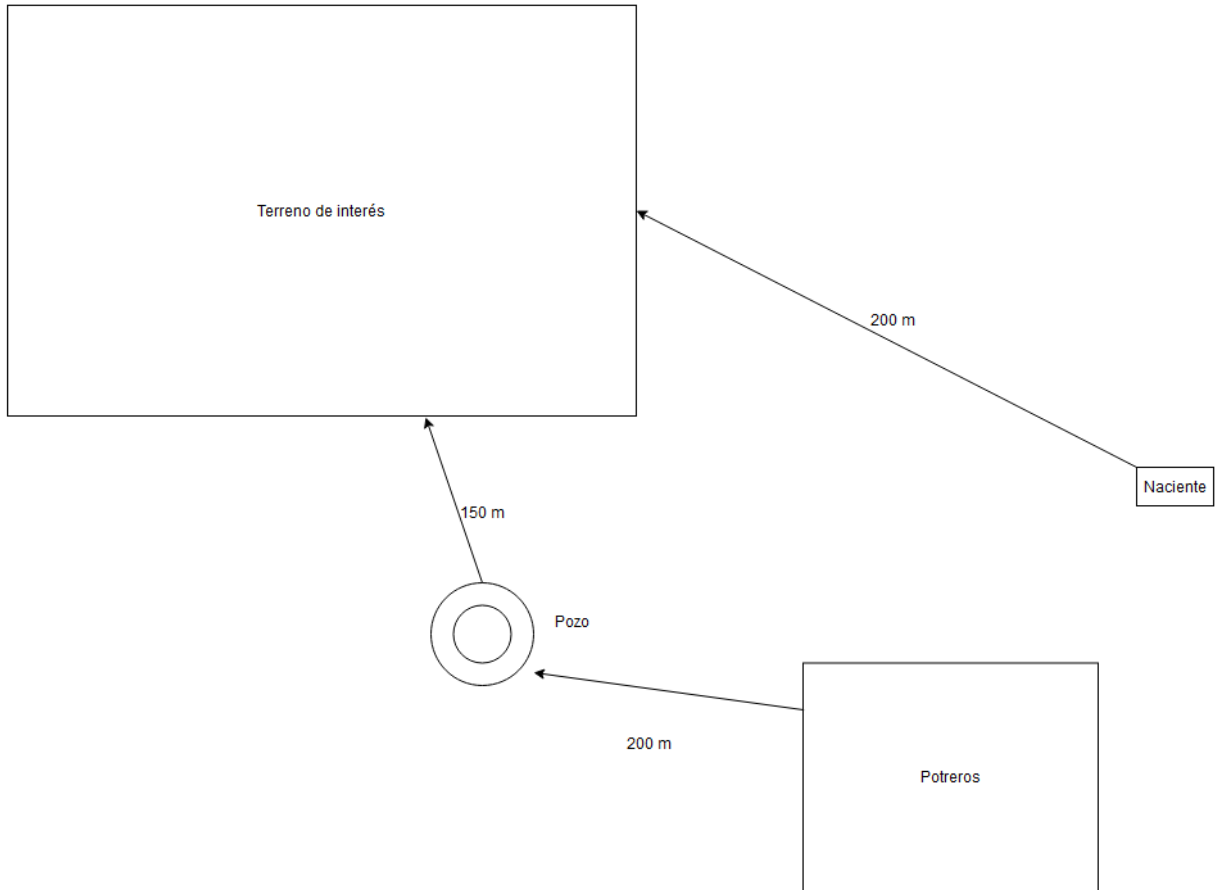 Terreno de interés
200 m
Naciente
150 m
Pozo
200 m
Potreros